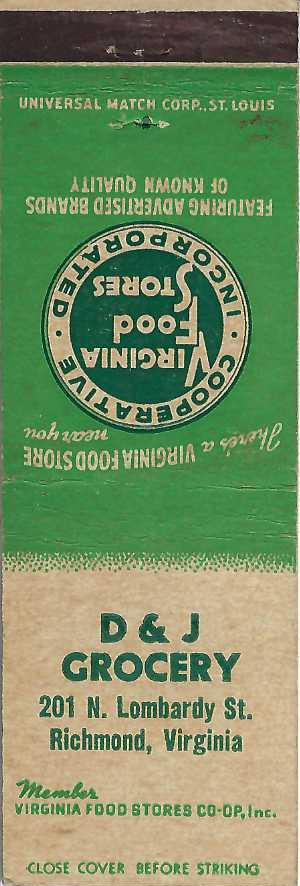 UNIVERSAL MATCH CORP., ST. LOUIS
There's a VIRGINIA FOOD STORE
near you
COOPERATIVE · INCORPORATED ·
VIRGINIA
FOOD
STORES
FEATURING ADVERTISED BRANDS
OF KNOWN QUALITY
D & J
GROCERY
201 N. Lombardy St.
Richmond, Virginia
Member
VIRGINIA FOOD STORES CO-OP, Inc.
CLOSE COVER BEFORE STRIKING